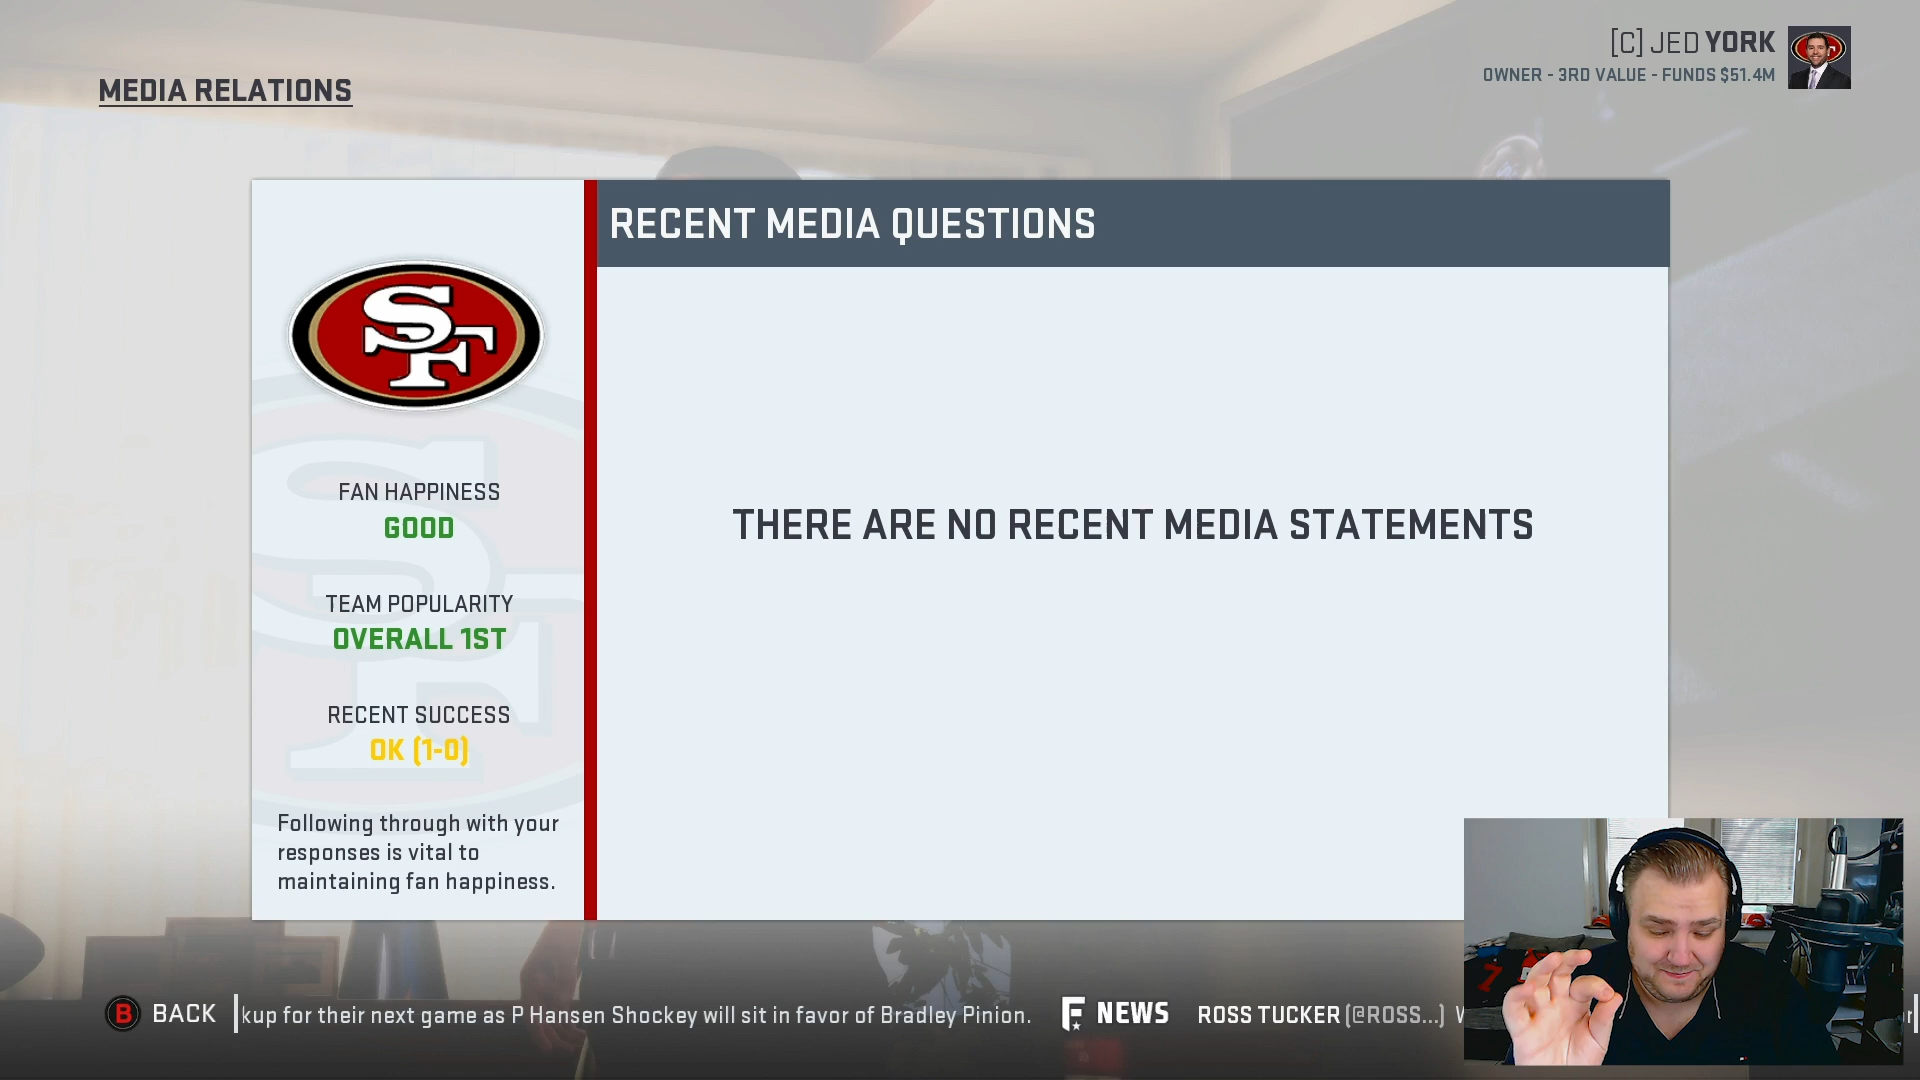 [C] JED YORK
OWNER - 3RD VALUE - FUNDS $51.4M
MEDIA RELATIONS
RECENT MEDIA QUESTIONS
SF
FAN HAPPINESS
GOOD
TEAM POPULARITY
OVERALL 1ST
RECENT SUCCESS
OK (1-0)
Following through with your
responses is vital to
maintaining fan happiness.
THERE ARE NO RECENT MEDIA STATEMENTS
B BACK kup for their next game as P Hansen Shockey will sit in favor of Bradley Pinion. F NEWS ROSS TUCKER (@ROSS...)